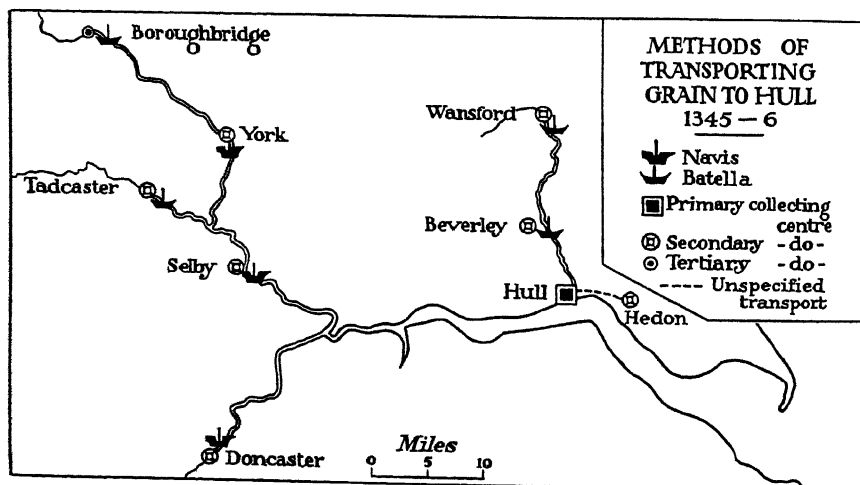 Boroughbridge
York
Tadcaster
Selby
Doncaster
Wansford
Beverley
Hull
Hedon
Miles
0 5 10
METHODS OF
TRANSPORTING
GRAIN TO HULL
1345-6
Navis
Batella
Primary collecting
centre
Secondary -do-
Tertiary -do-
Unspecified
transport